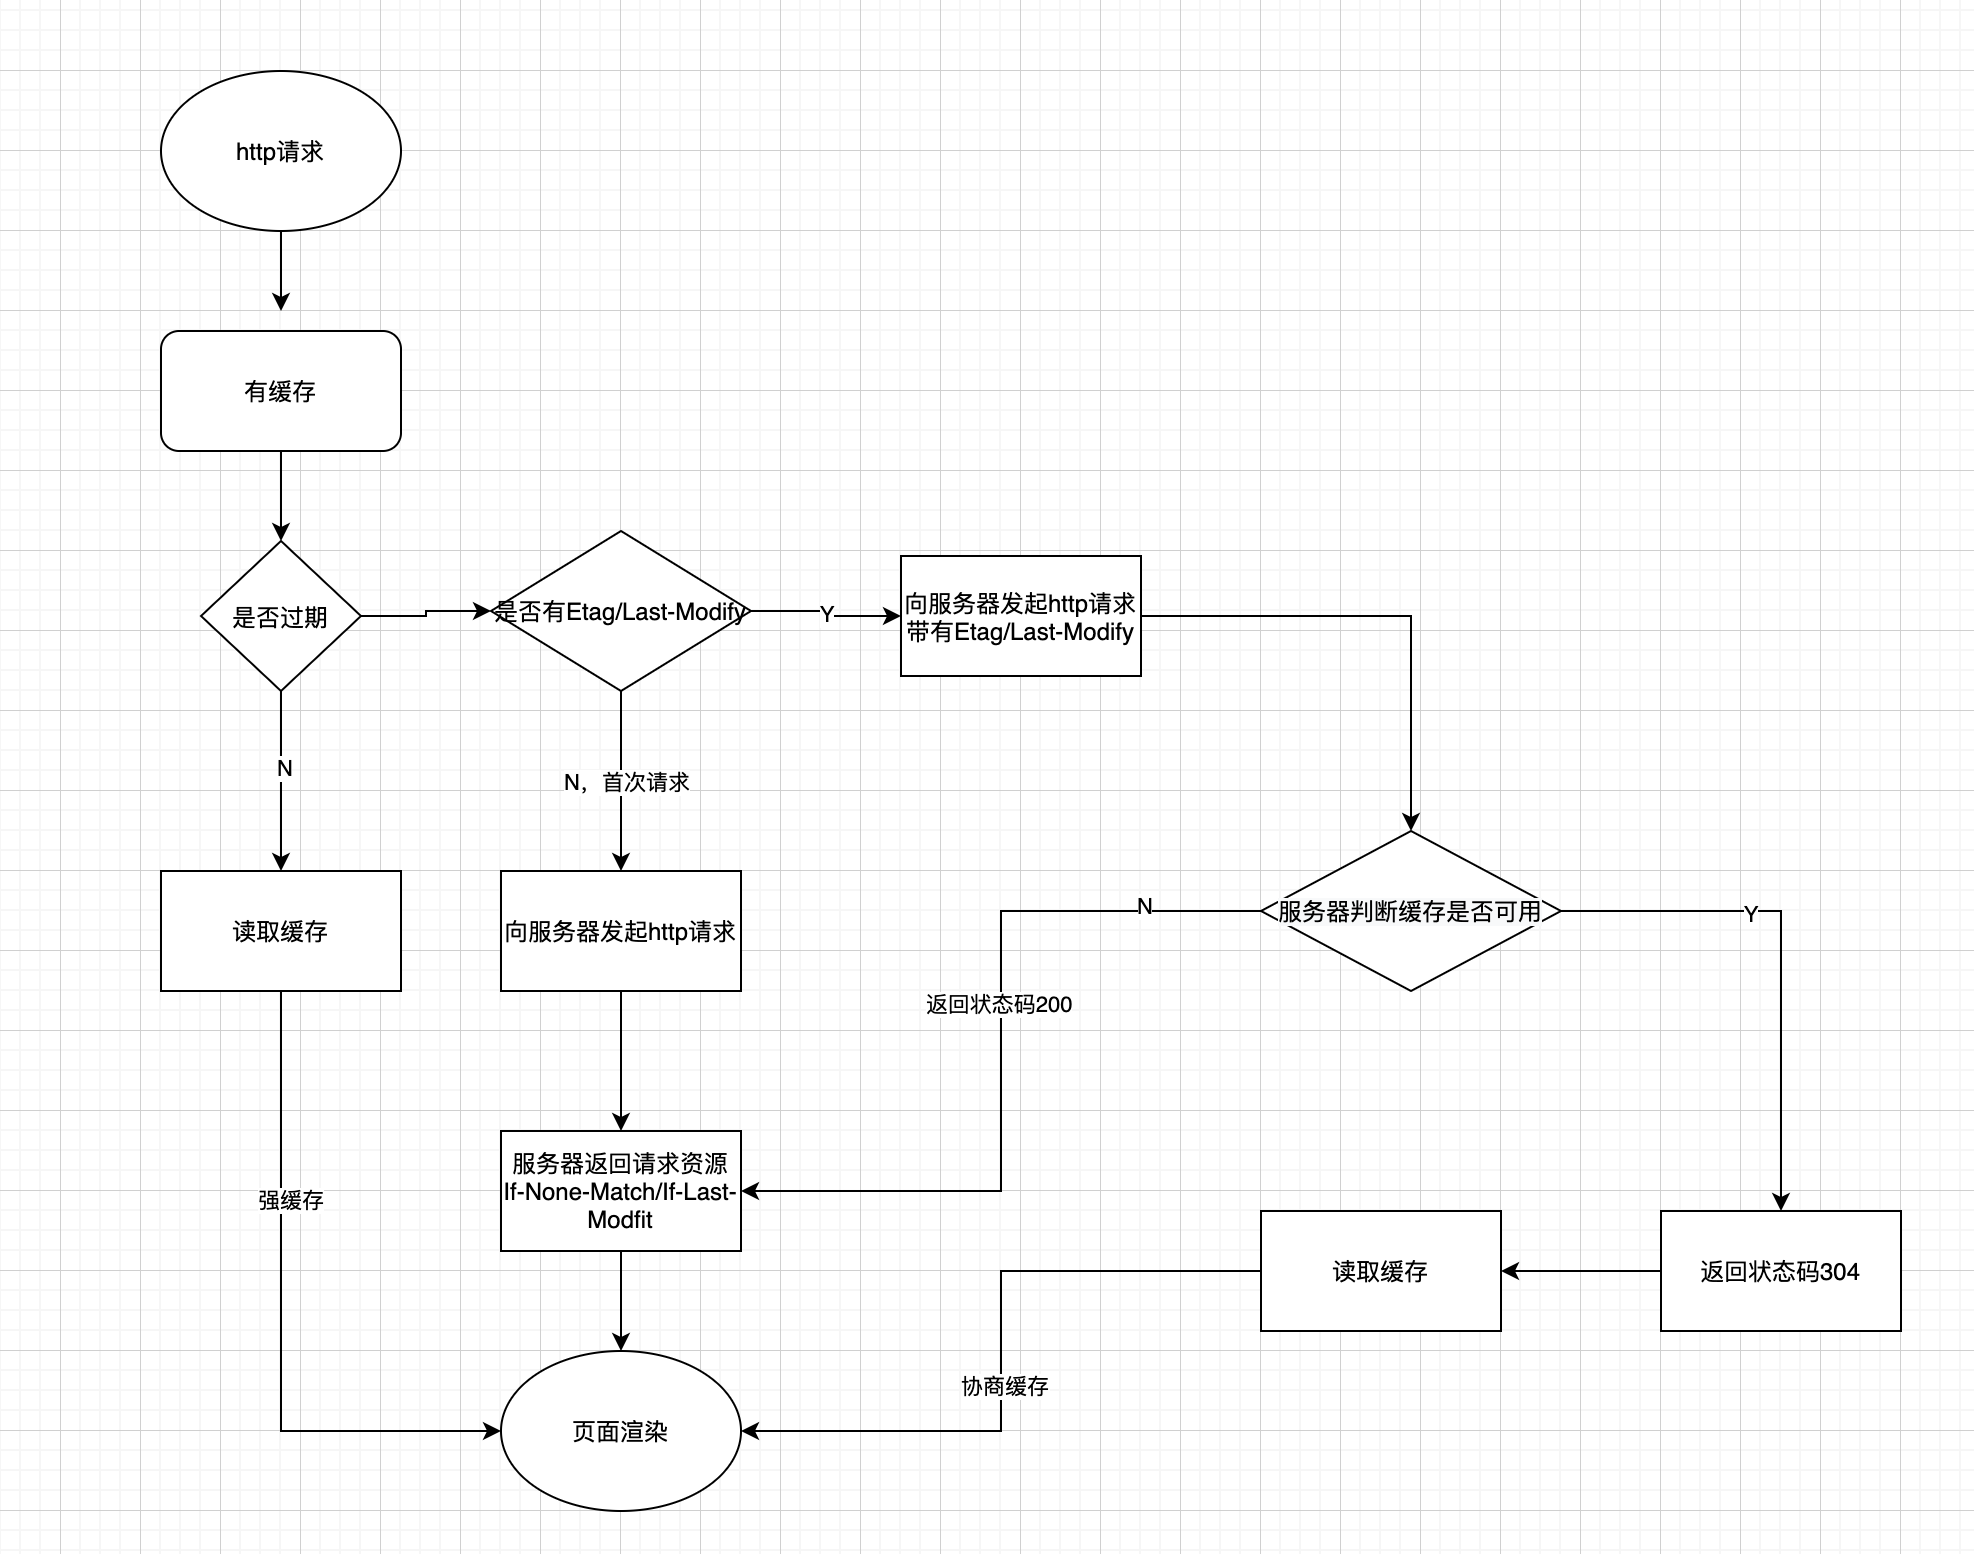 http请求
有缓存
是否过期
是否有Etag/Last-Modify
Y
向服务器发起http请求
带有Etag/Last-Modify
N
N，首次请求
读取缓存
向服务器发起http请求
N
服务器判断缓存是否可用
Y
返回状态码200
服务器返回请求资源
If-None-Match/If-Last-
Modfit
强缓存
读取缓存
返回状态码304
协商缓存
页面渲染